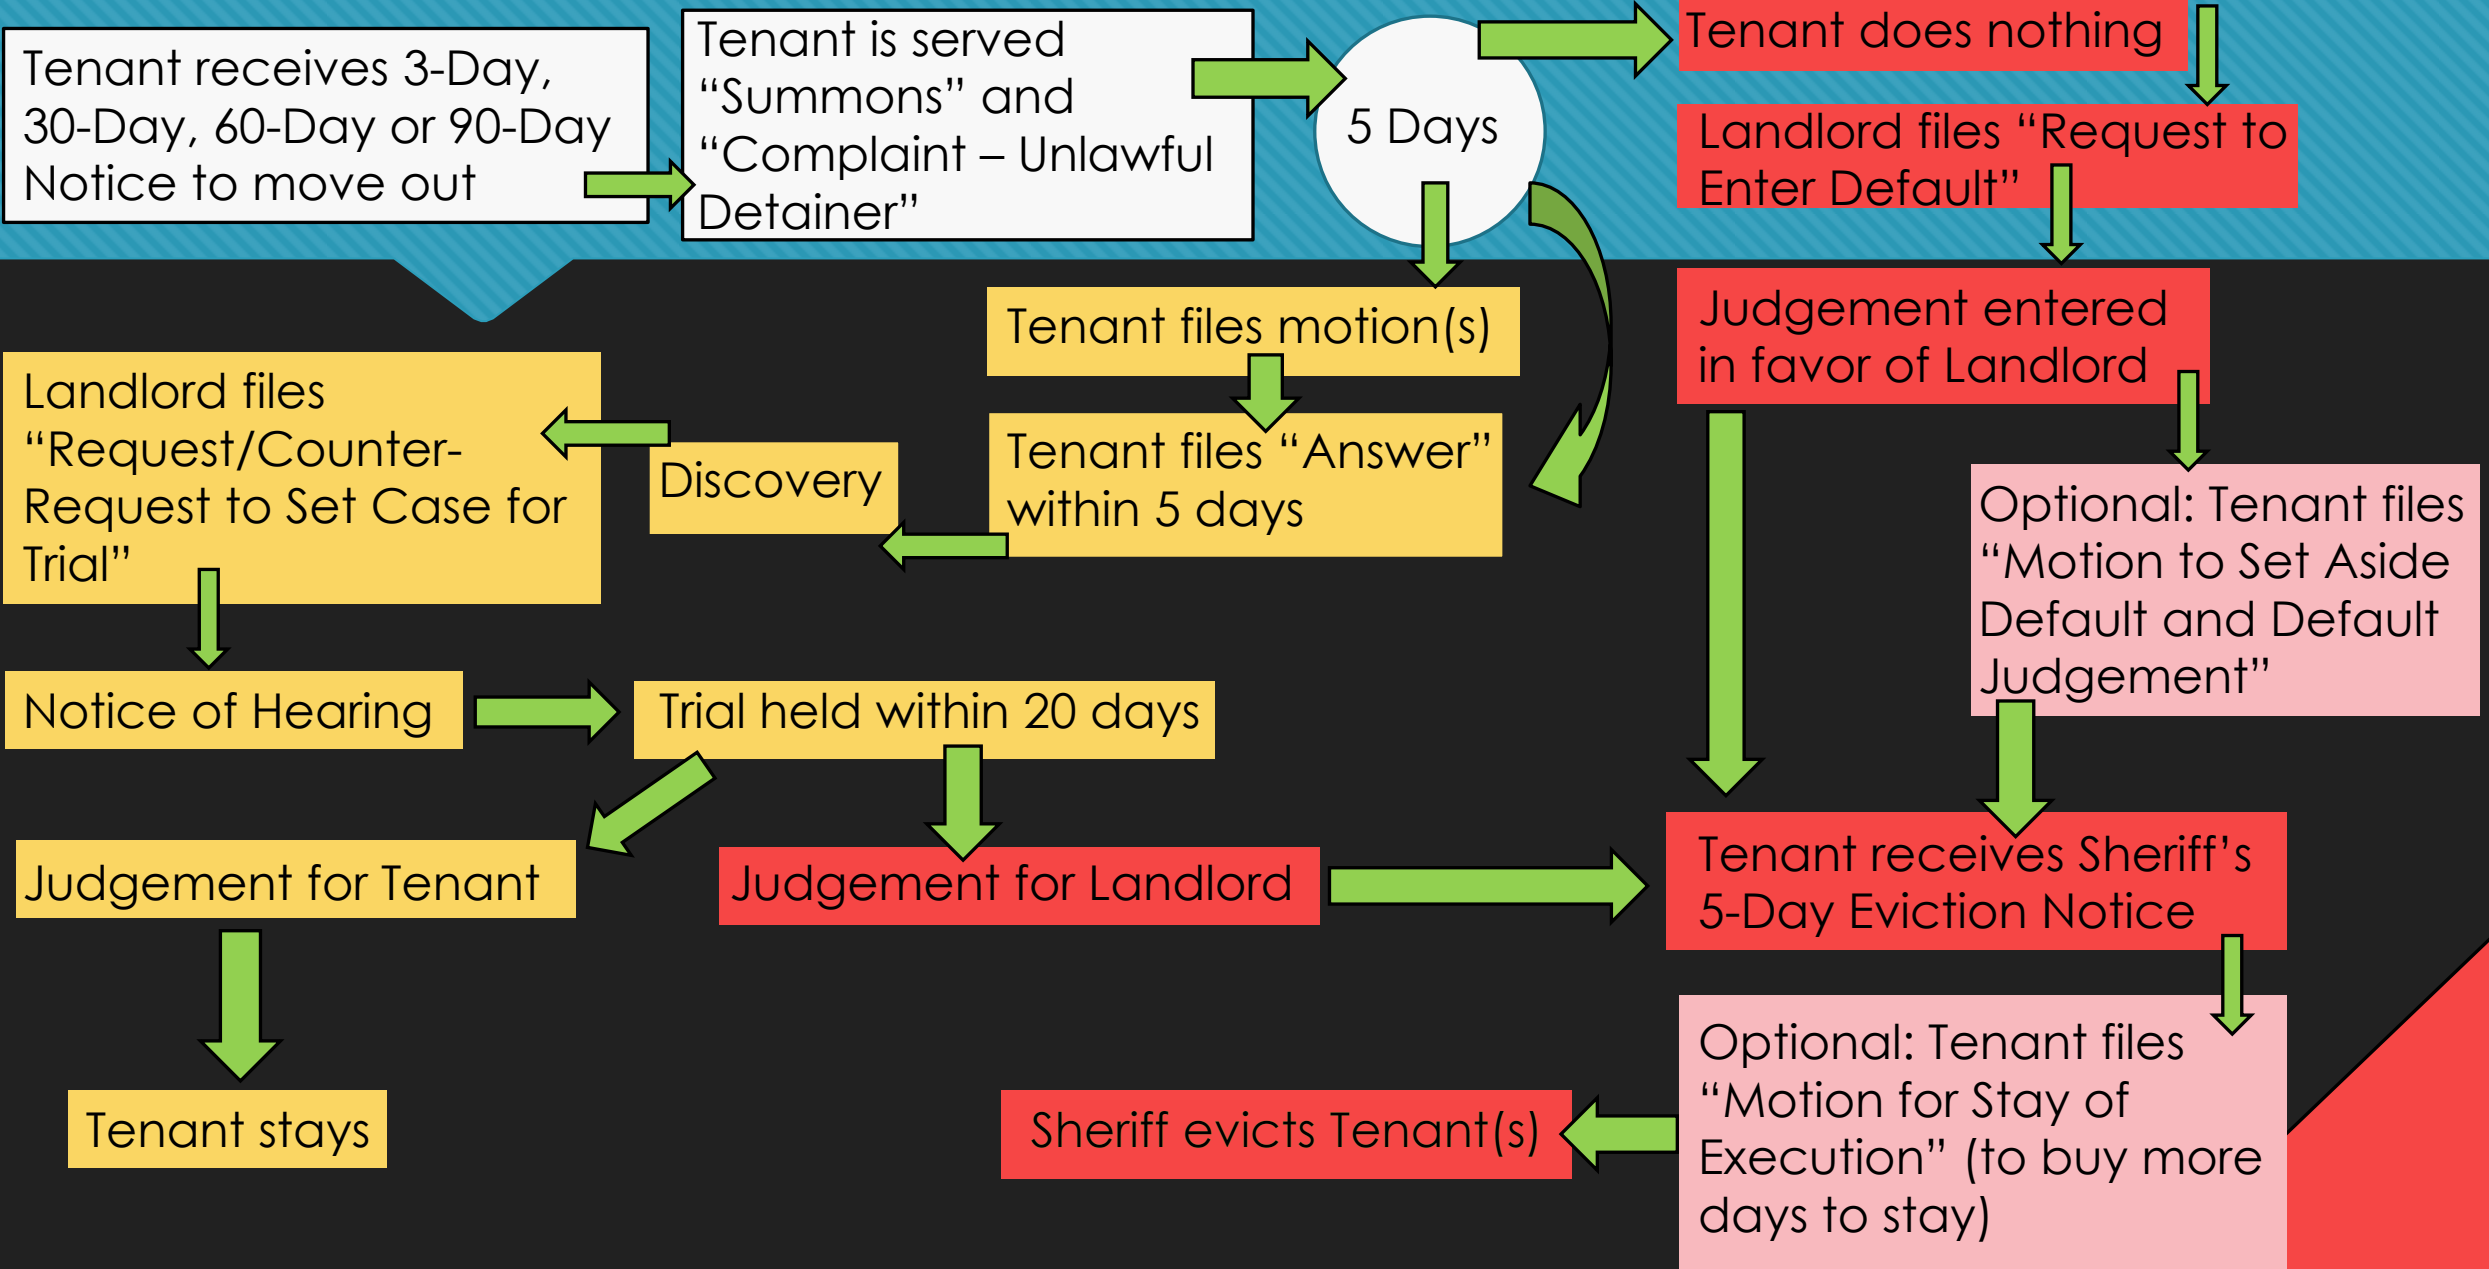 Tenant receives 3-Day,
30-Day, 60-Day or 90-Day
Notice to move out
Tenant is served
“Summons” and
“Complaint – Unlawful
Detainer”
5 Days
Tenant does nothing
Landlord files “Request to
Enter Default”
Judgement entered
in favor of Landlord
Optional: Tenant files
“Motion to Set Aside
Default and Default
Judgement”
Tenant files motion(s)
Tenant files “Answer”
within 5 days
Discovery
Landlord files
“Request/Counter-
Request to Set Case for
Trial”
Notice of Hearing
Trial held within 20 days
Judgement for Tenant
Judgement for Landlord
Tenant receives Sheriff’s
5-Day Eviction Notice
Tenant stays
Sheriff evicts Tenant(s)
Optional: Tenant files
“Motion for Stay of
Execution” (to buy more
days to stay)